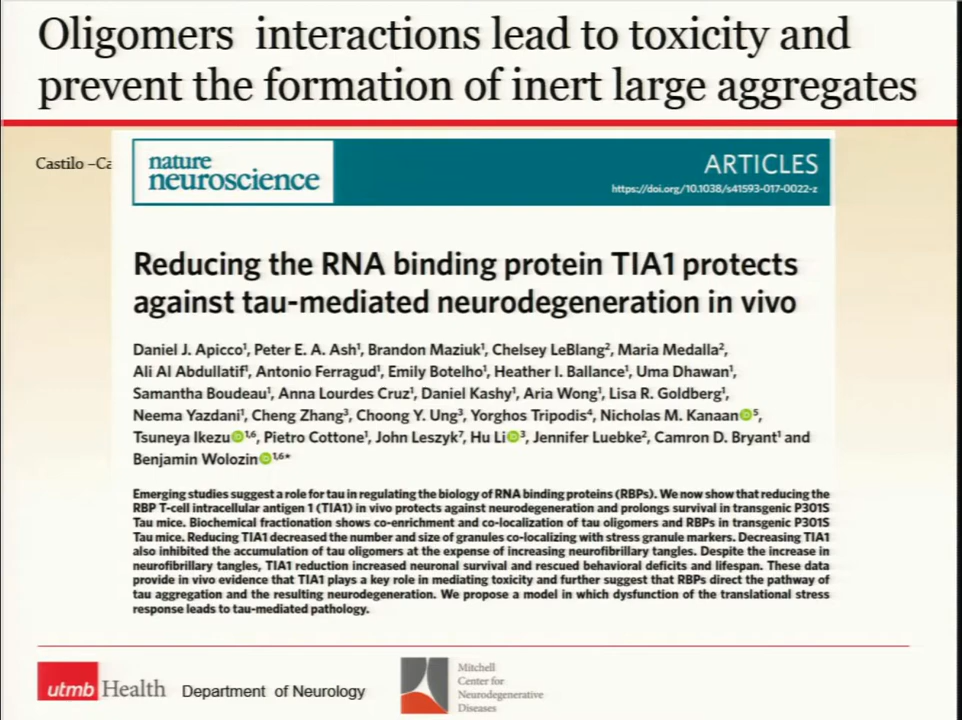 Oligomers interactions lead to toxicity and
prevent the formation of inert large aggregates
Castilo –Ca
nature
neuroscience
ARTICLES
https://doi.org/10.1038/s41593-017-0022-z
Reducing the RNA binding protein TIA1 protects
against tau-mediated neurodegeneration in vivo
Daniel J. Apicco¹, Peter E. A. Ash¹, Brandon Maziuk¹, Chelsey LeBlang², Maria Medalla²,
Ali Al Abdullatif¹, Antonio Ferragud¹, Emily Botelho¹, Heather I. Ballance¹, Uma Dhawan¹,
Samantha Boudeau¹, Anna Lourdes Cruz¹, Daniel Kashy¹, Aria Wong¹, Lisa R. Goldberg¹,
Neema Yazdani¹, Cheng Zhang³, Choong Y. Ung³, Yorghos Tripodis⁴, Nicholas M. Kanaan⁵,
Tsuneya Ikezu¹,⁶, Pietro Cottone¹, John Leszyk⁷, Hu Li³, Jennifer Luebke², Camron D. Bryant¹ and
Benjamin Wolozin¹,⁶*
Emerging studies suggest a role for tau in regulating the biology of RNA binding proteins (RBPs). We now show that reducing the
RBP T-cell intracellular antigen 1 (TIA1) in vivo protects against neurodegeneration and prolongs survival in transgenic P301S
Tau mice. Biochemical fractionation shows co-enrichment and co-localization of tau oligomers and RBPs in transgenic P301S
Tau mice. Reducing TIA1 decreased the number and size of granules co-localizing with stress granule markers. Decreasing TIA1
also inhibited the accumulation of tau oligomers at the expense of increasing neurofibrillary tangles. Despite the increase in
neurofibrillary tangles, TIA1 reduction increased neuronal survival and rescued behavioral deficits and lifespan. These data
provide in vivo evidence that TIA1 plays a key role in mediating toxicity and further suggest that RBPs direct the pathway of
tau aggregation and the resulting neurodegeneration. We propose a model in which dysfunction of the translational stress
response leads to tau-mediated pathology.
utmb Health
Department of Neurology
Mitchell
Center for
Neurodegenerative
Diseases